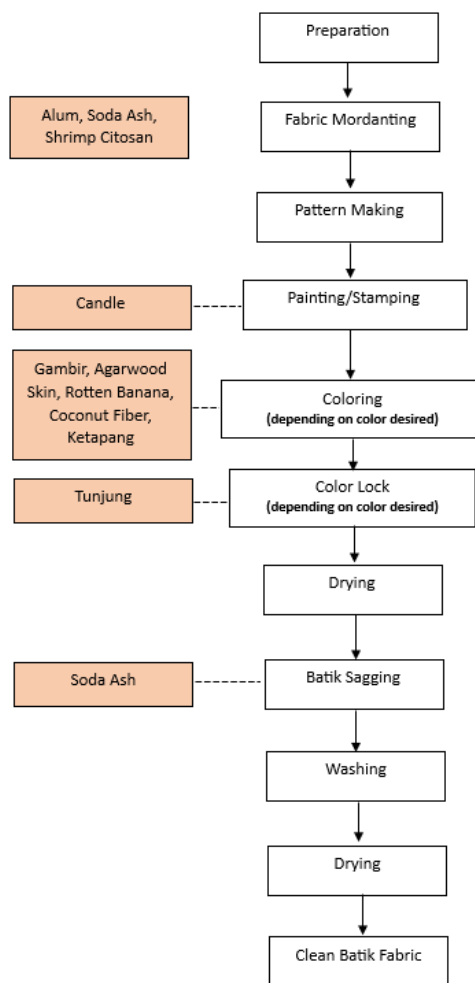 Preparation
Alum, Soda Ash,
Shrimp Citosan
Fabric Mordanting
Pattern Making
Candle
Painting/Stamping
Gambir, Agarwood
Skin, Rotten Banana,
Coconut Fiber,
Ketapang
Coloring
(depending on color desired)
Tunjung
Color Lock
(depending on color desired)
Drying
Soda Ash
Batik Sagging
Washing
Drying
Clean Batik Fabric